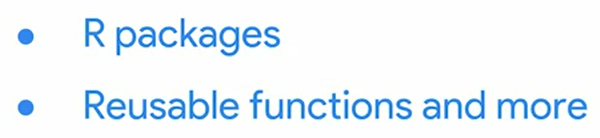 • R packages
• Reusable functions and more